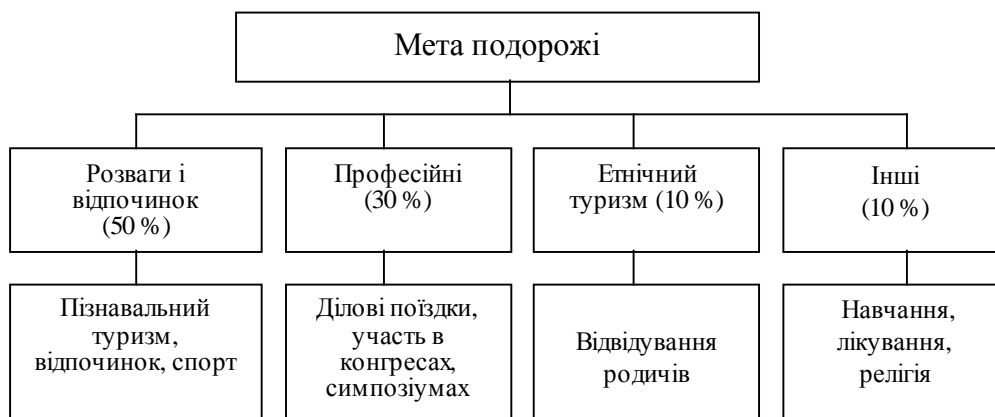 Мета подорожі
Розваги і
відпочинок
(50 %)
Професійні
(30 %)
Етнічний
туризм (10 %)
Інші
(10 %)
Пізнавальний
туризм,
відпочинок, спорт
Ділові поїздки,
участь в
конгресах,
симпозіумах
Відвідування
родичів
Навчання,
лікування,
релігія